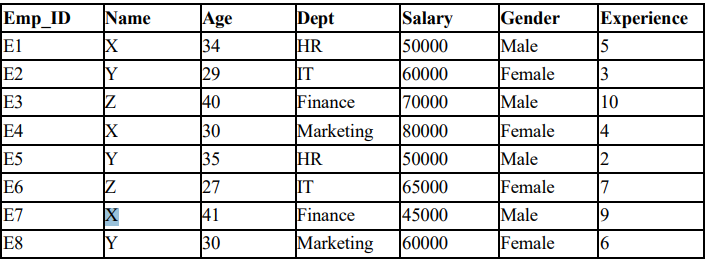 Emp_ID Name Age Dept Salary Gender Experience
E1 X 34 HR 50000 Male 5
E2 Y 29 IT 60000 Female 3
E3 Z 40 Finance 70000 Male 10
E4 X 30 Marketing 80000 Female 4
E5 Y 35 HR 50000 Male 2
E6 Z 27 IT 65000 Female 7
E7 X 41 Finance 45000 Male 9
E8 Y 30 Marketing 60000 Female 6